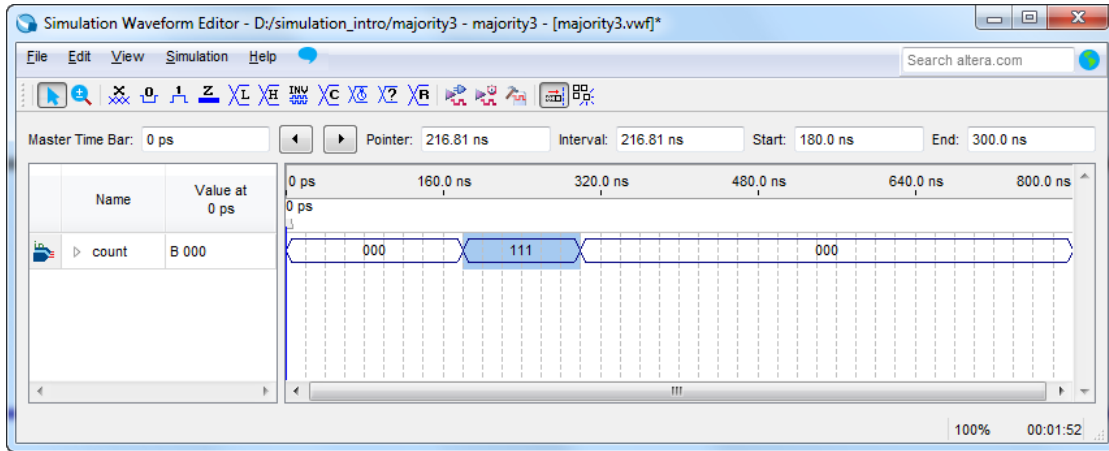 Simulation Waveform Editor - D:/simulation_intro/majority3 - majority3 - [majority3.vwf]*
File Edit View Simulation Help Search altera.com
X 0 1 Z L H INV C ? R
Master Time Bar: 0 ps Pointer: 216.81 ns Interval: 216.81 ns Start: 180.0 ns End: 300.0 ns
Name Value at 0 ps
0 ps 160.0 ns 320.0 ns 480.0 ns 640.0 ns 800.0 ns
0 ps
count B 000 000 111 000
100% 00:01:52